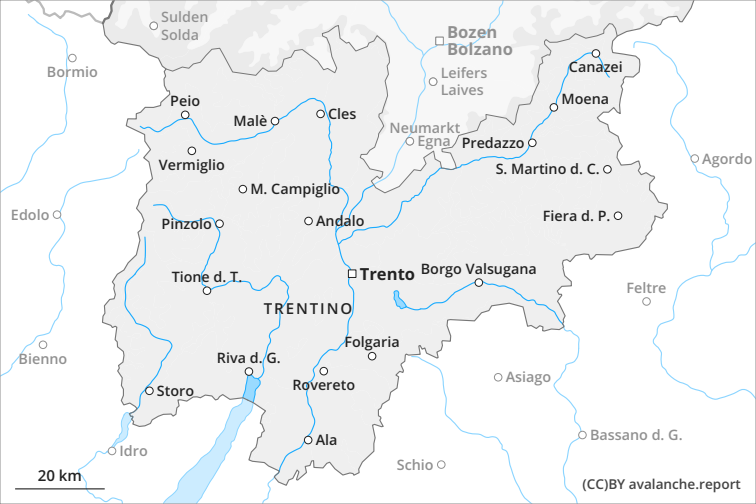 Sulden
Solda
Bozen
Bolzano
Canazei
Bormio
Leifers
Laives
Peio
Moena
Malè
Cles
Neumarkt
Egna
Predazzo
Agordo
Vermiglio
S. Martino d. C.
M. Campiglio
Edolo
Pinzolo
Andalo
Fiera d. P.
Trento
Borgo Valsugana
Tione d. T.
Feltre
TRENTINO
Folgaria
Bienno
Riva d. G.
Rovereto
Asiago
Storo
Ala
Bassano d. G.
Idro
Schio
20 km
(CC)BY avalanche.report